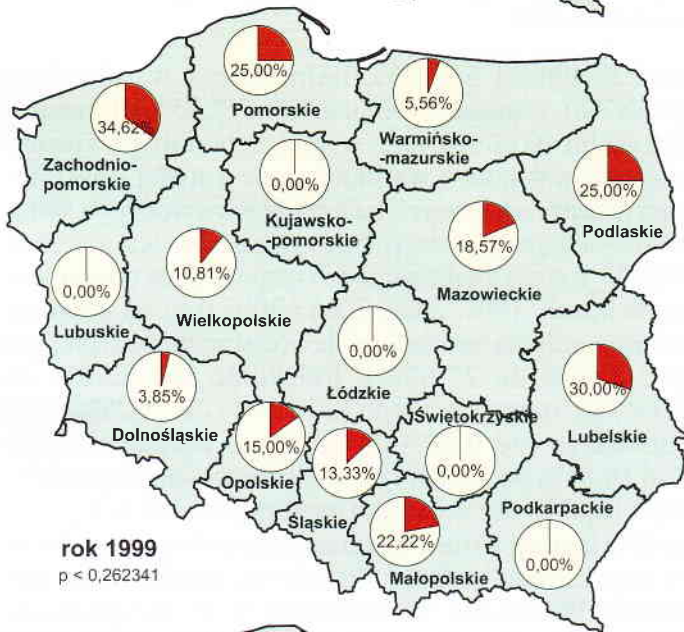 25,00%
Pomorskie
5,56%
Warmińsko-
-mazurskie
34,62%
Zachodnio-
pomorskie
0,00%
Kujawsko-
-pomorskie
25,00%
Podlaskie
18,57%
Mazowieckie
10,81%
Wielkopolskie
0,00%
Lubuskie
0,00%
Łódzkie
3,85%
Dolnośląskie
30,00%
Lubelskie
15,00%
Opolskie
13,33%
Śląskie
Świętokrzyskie
0,00%
22,22%
Małopolskie
Podkarpackie
0,00%
rok 1999
p < 0,262341